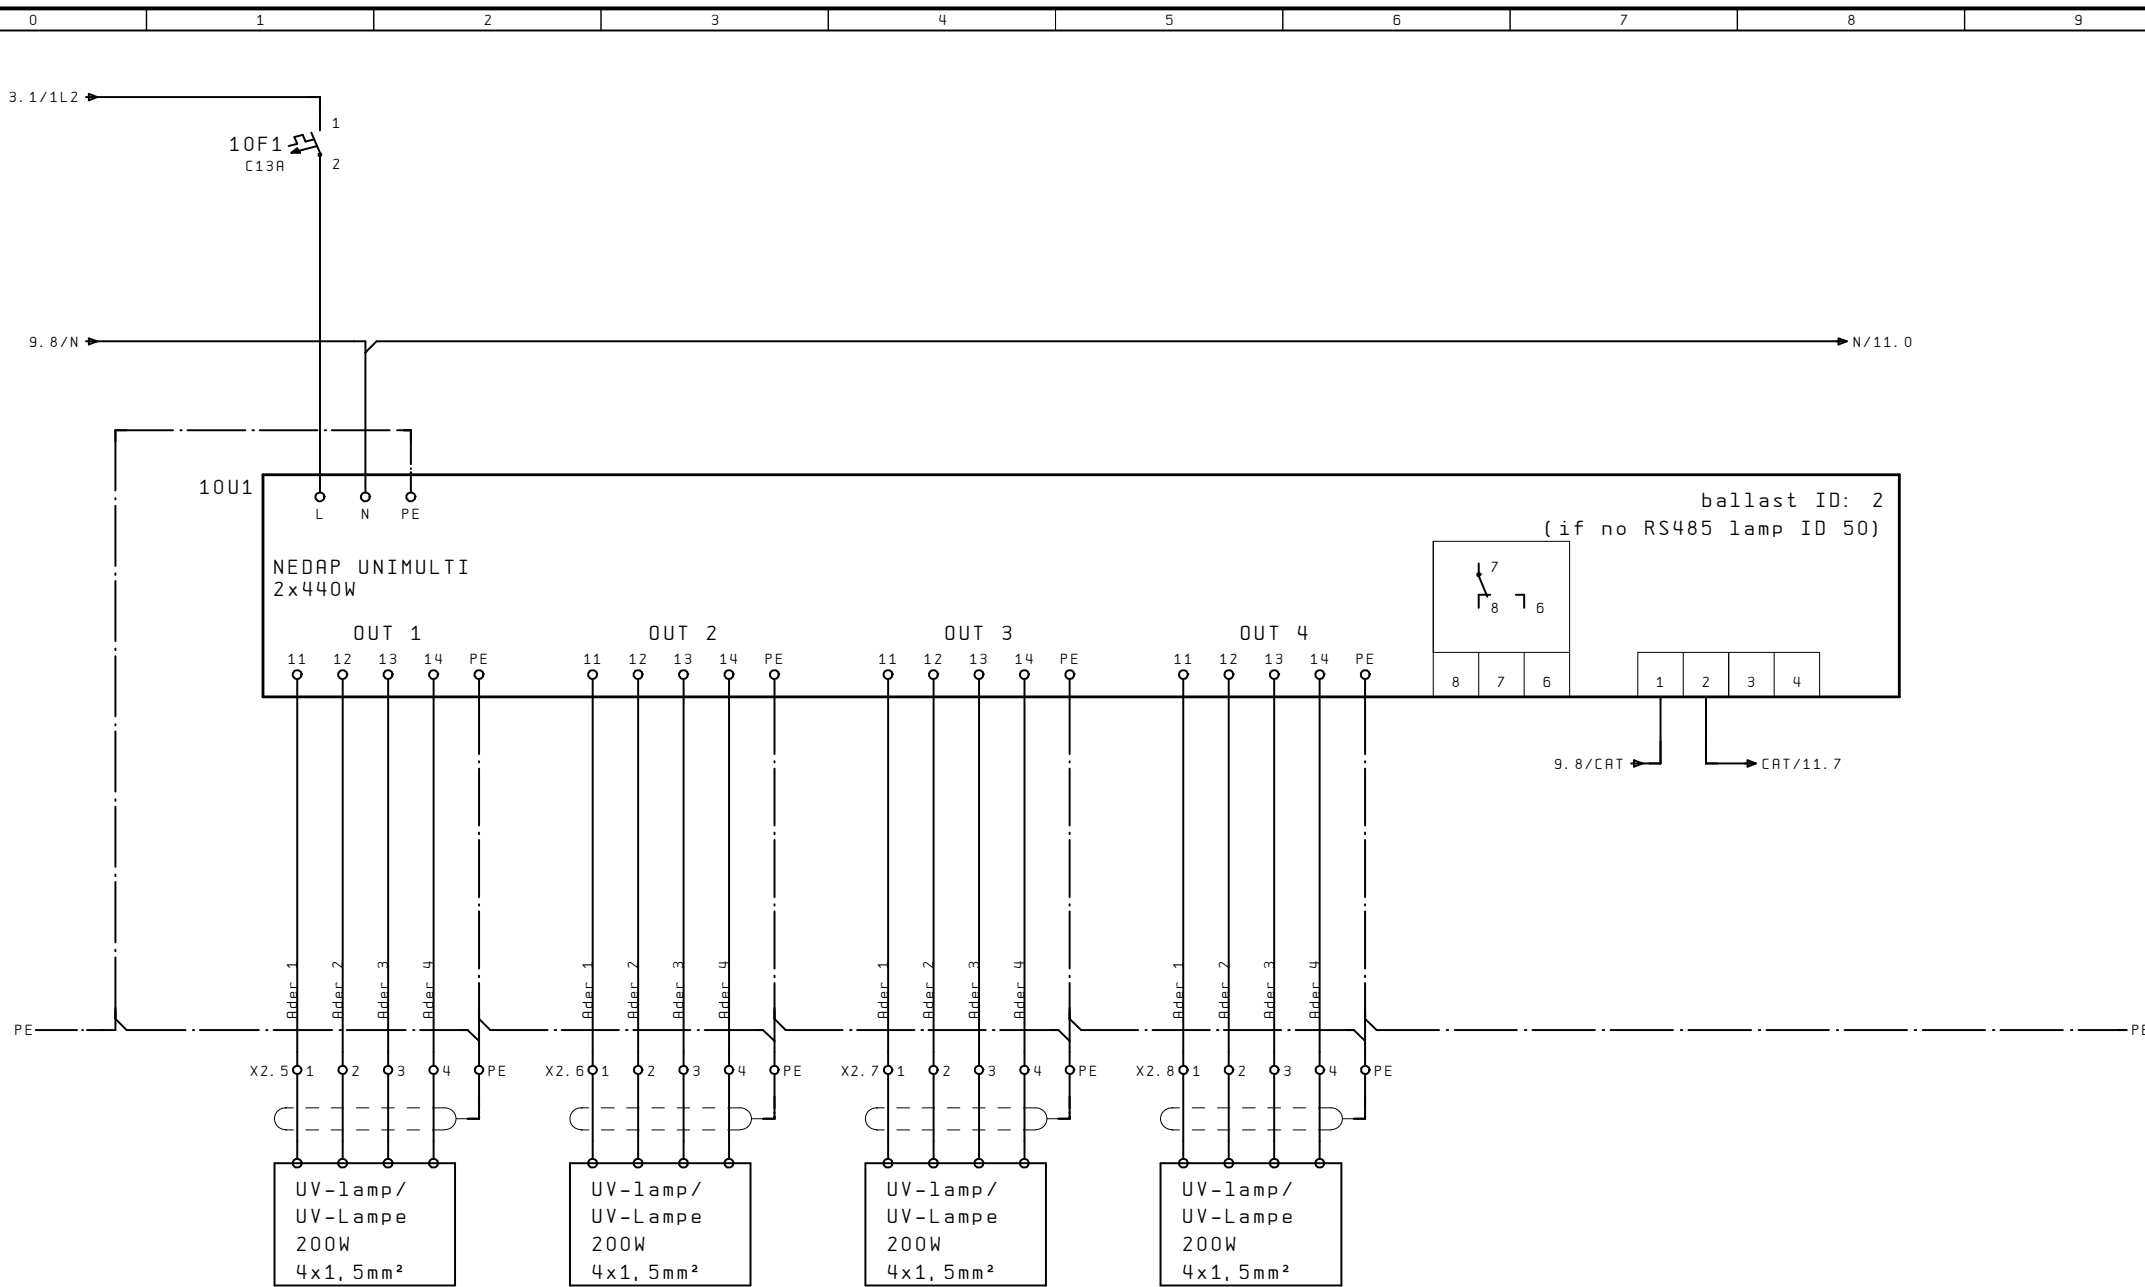 0 1 2 3 4 5 6 7 8 9
3.1/1L2
1
10F1
C13A
2
9.8/N
N/11.0
10U1
L N PE
ballast ID: 2
(if no RS485 lamp ID 50)
NEDAP UNIMULTI
2x440W
7
8 6
OUT 1 OUT 2 OUT 3 OUT 4
11 12 13 14 PE 11 12 13 14 PE 11 12 13 14 PE 11 12 13 14 PE
8 7 6 1 2 3 4
9.8/CAT CAT/11.7
Ader 1 Ader 2 Ader 3 Ader 4 Ader 1 Ader 2 Ader 3 Ader 4 Ader 1 Ader 2 Ader 3 Ader 4 Ader 1 Ader 2 Ader 3 Ader 4
PE PE
X2.5 1 2 3 4 PE X2.6 1 2 3 4 PE X2.7 1 2 3 4 PE X2.8 1 2 3 4 PE
UV-lamp/ UV-lamp/ UV-lamp/ UV-lamp/
UV-Lampe UV-Lampe UV-Lampe UV-Lampe
200W 200W 200W 200W
4x1,5mm² 4x1,5mm² 4x1,5mm² 4x1,5mm²